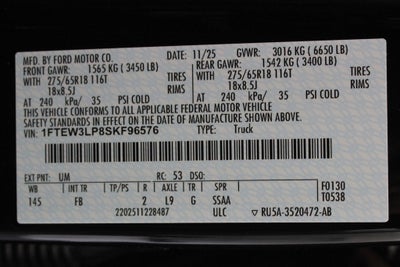 MFD. BY FORD MOTOR CO. 11/25 GVWR: 3016 KG ( 6650 LB)
FRONT GAWR: 1565 KG ( 3450 LB) REAR GAWR: 1542 KG ( 3400 LB)
WITH 275/65R18 116T TIRES WITH 275/65R18 116T TIRES
18x8.5J RIMS 18x8.5J RIMS
AT 240 kPa/ 35 PSI COLD AT 240 kPa/ 35 PSI COLD
THIS VEHICLE CONFORMS TO ALL APPLICABLE FEDERAL MOTOR VEHICLE
SAFETY STANDARDS IN EFFECT ON THE DATE OF MANUFACTURE SHOWN ABOVE.
VIN: 1FTEW3LP8SKF96576 TYPE: Truck
EXT PNT: UM RC: 53 DSO:
WB INT TR TP/PS R AXLE TR SPR F0130
145 FB 2 L9 G SSAA T0538
2202511228487 ULC ▽ RU5A-3520472-AB